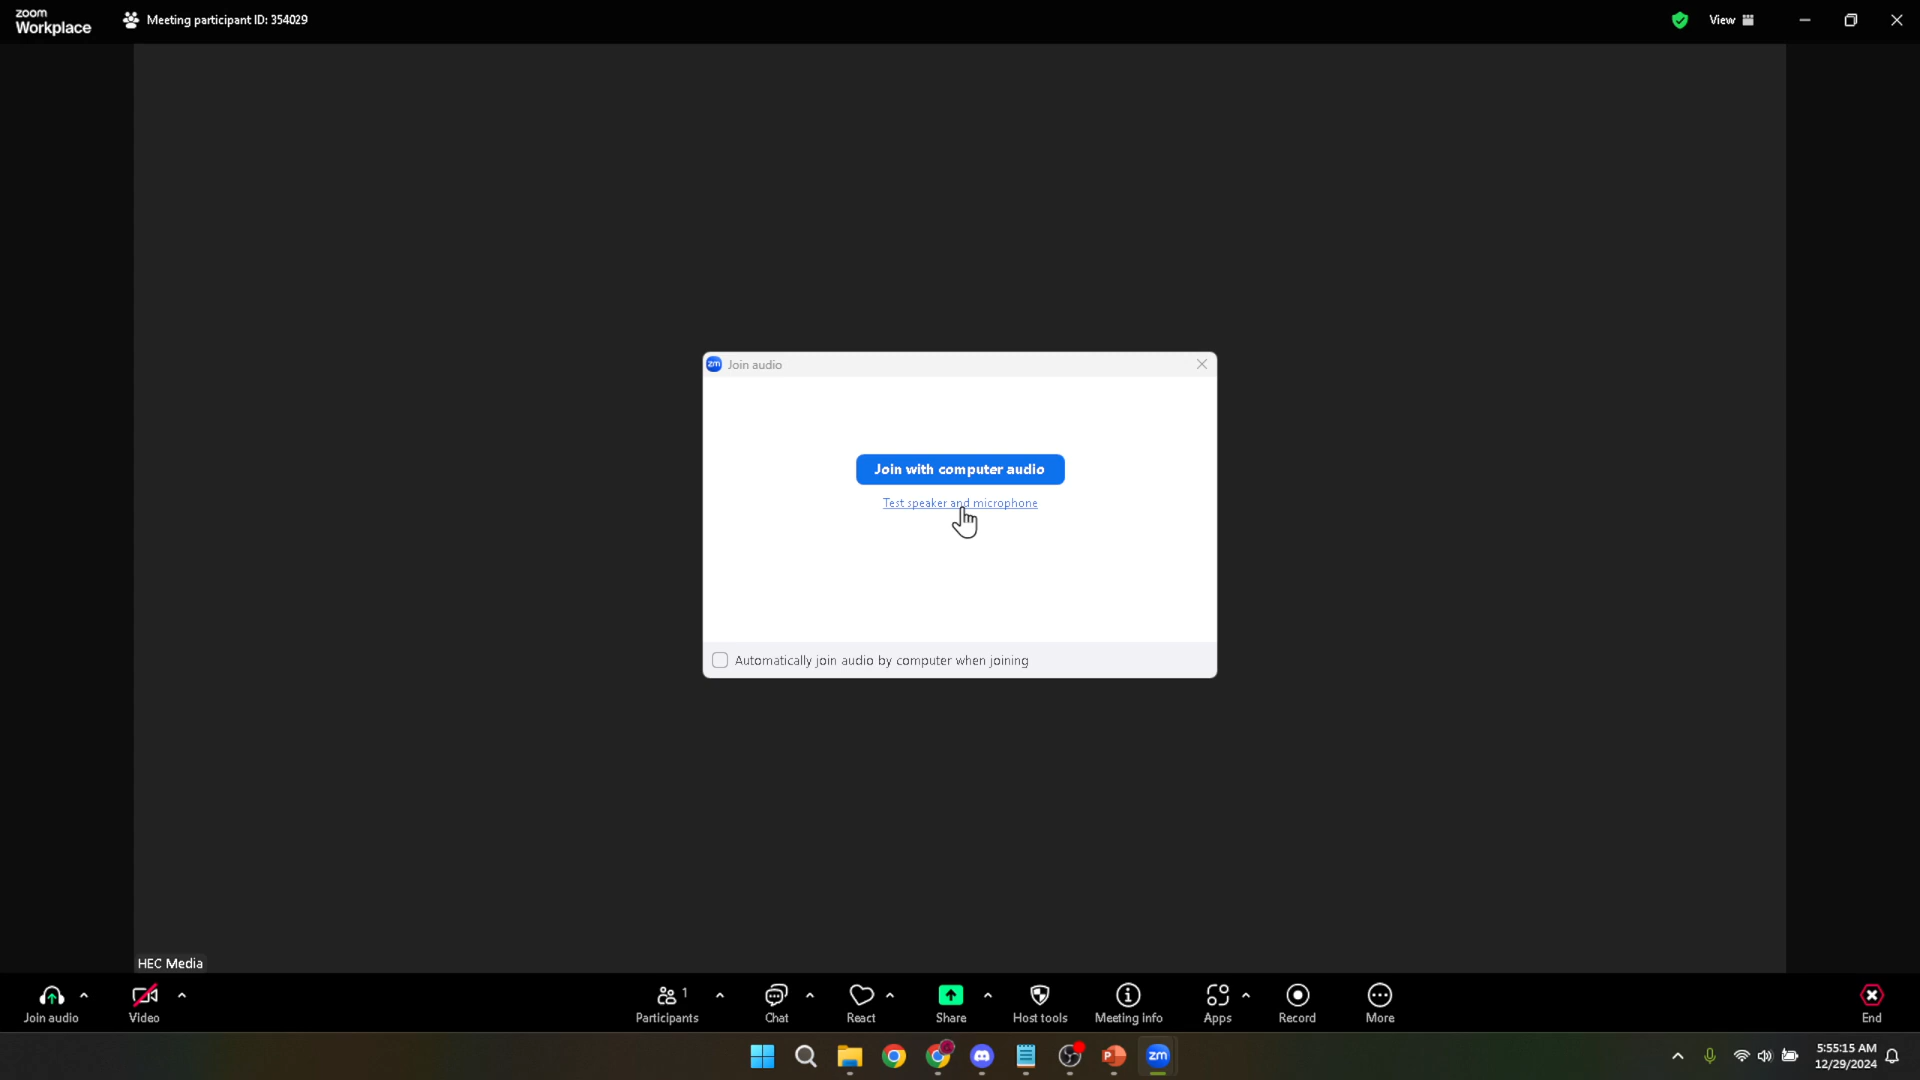 zoom
Workplace
Meeting participant ID: 354029
View
zm
Join audio
Join with computer audio
Test speaker and microphone
Automatically join audio by computer when joining
HEC Media
Join audio
Video
1
Participants
Chat
React
Share
Host tools
Meeting info
Apps
Record
More
End
zm
5:55:15 AM
12/29/2024